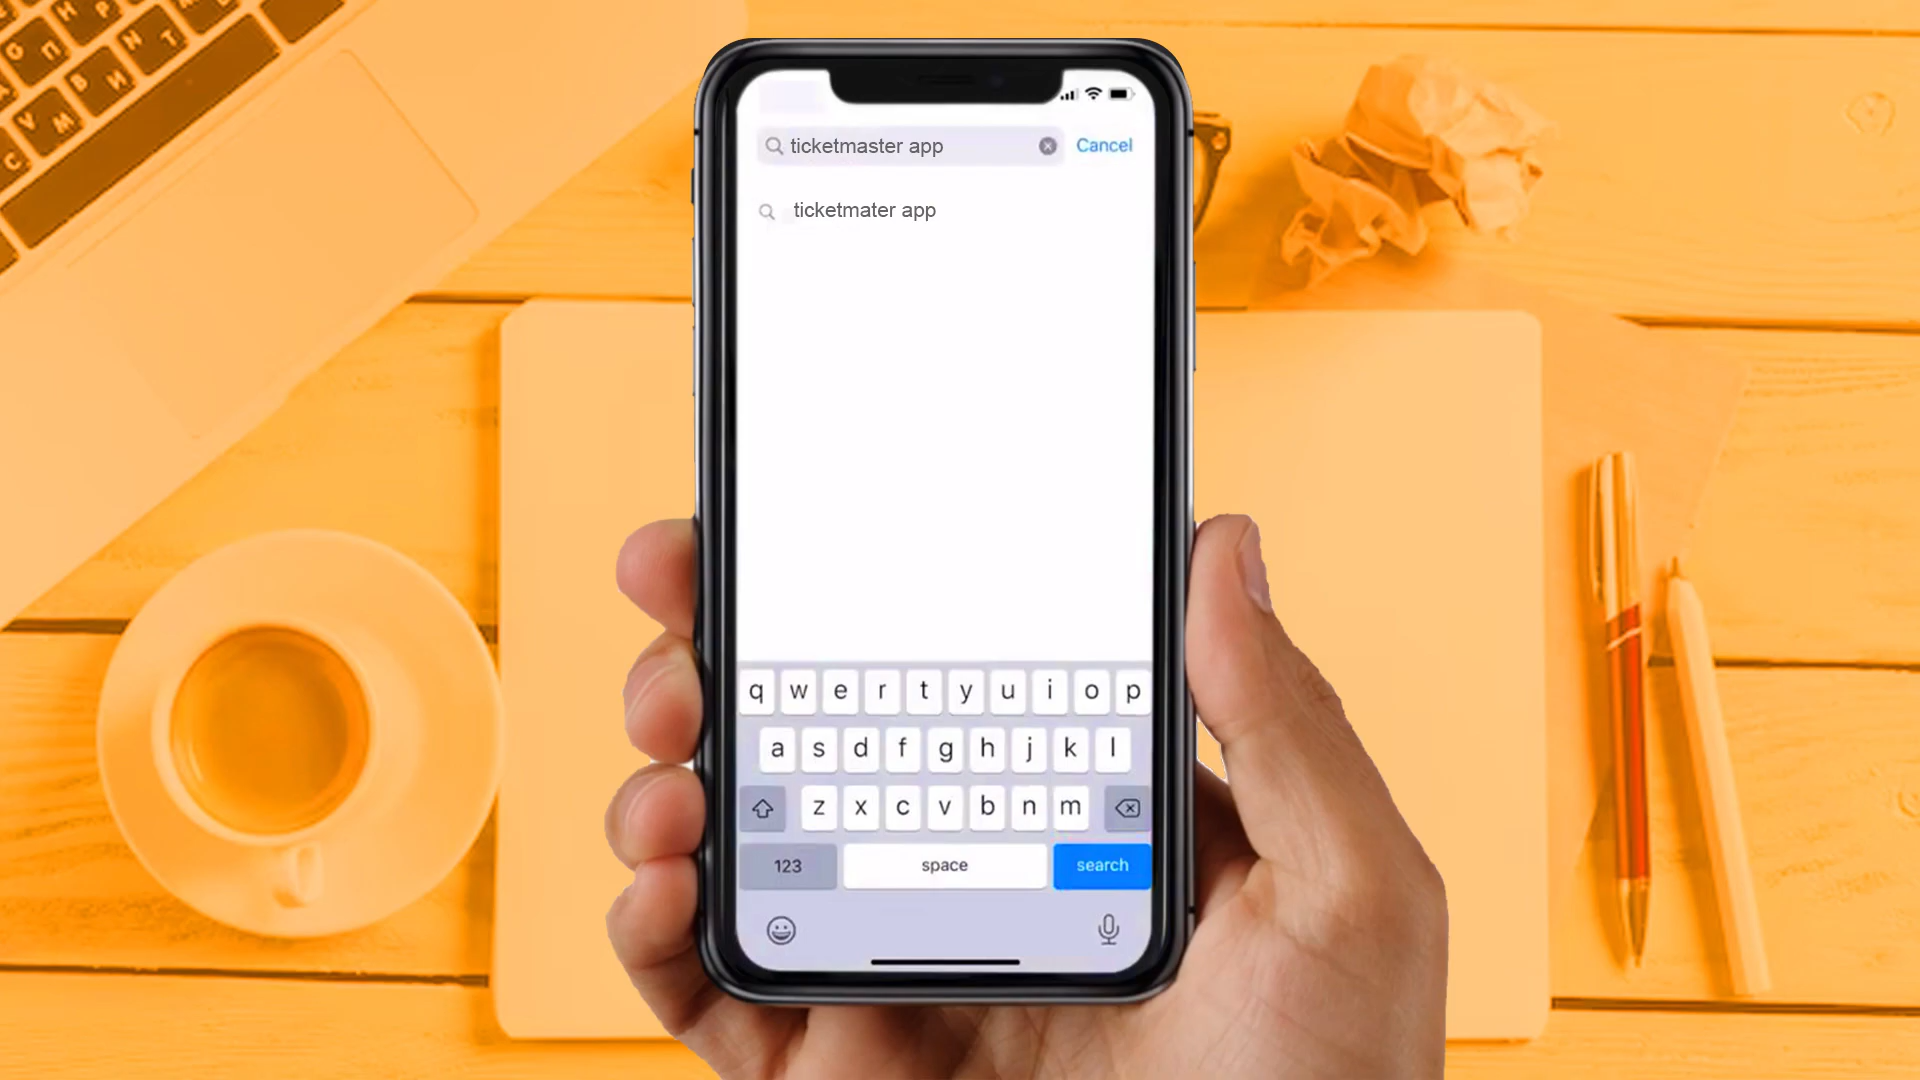 ticketmaster app
Cancel
ticketmater app
q w e r t y u i o p
a s d f g h j k l
z x c v b n m
123 space search